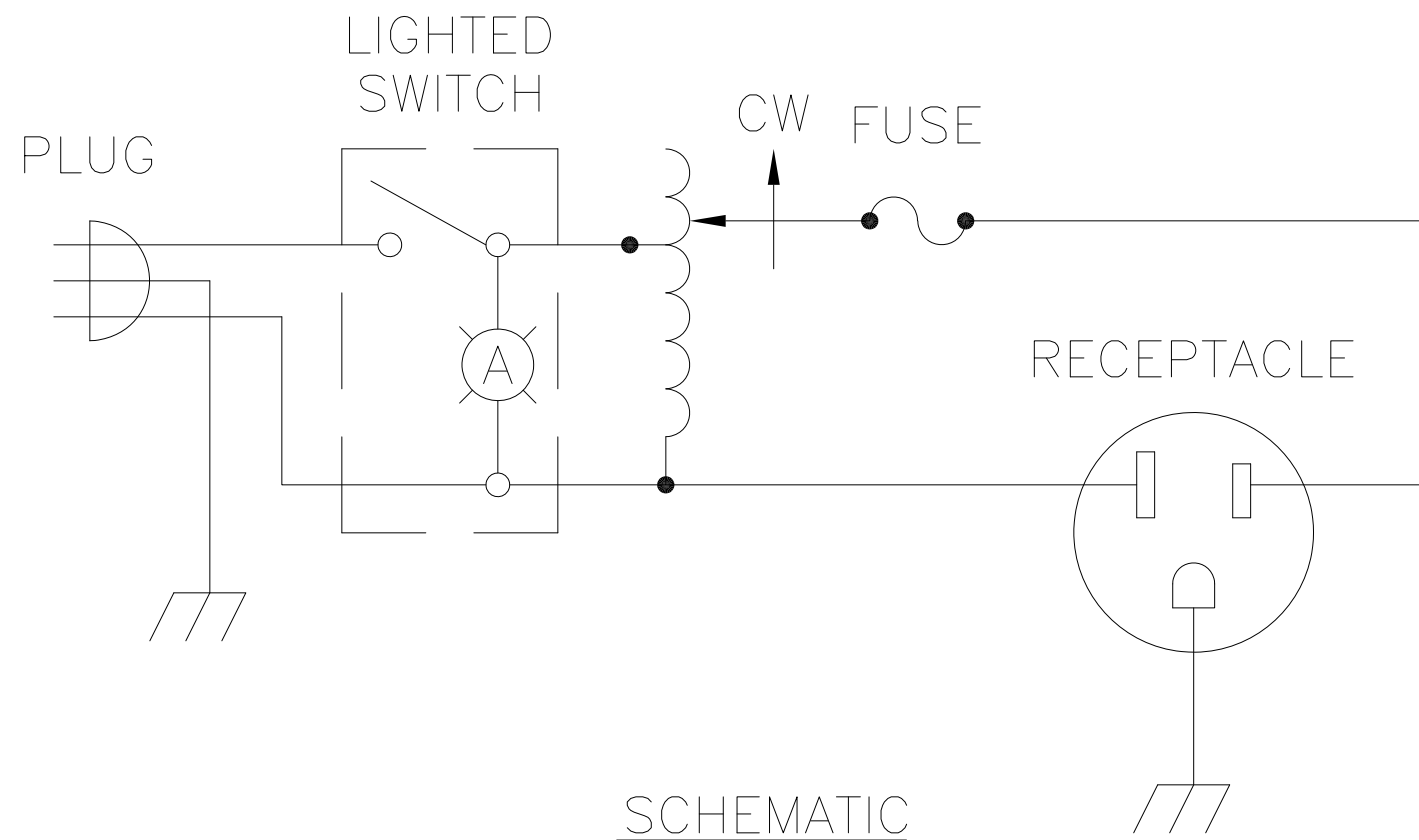 LIGHTED
SWITCH
PLUG
CW
FUSE
A
RECEPTACLE
SCHEMATIC